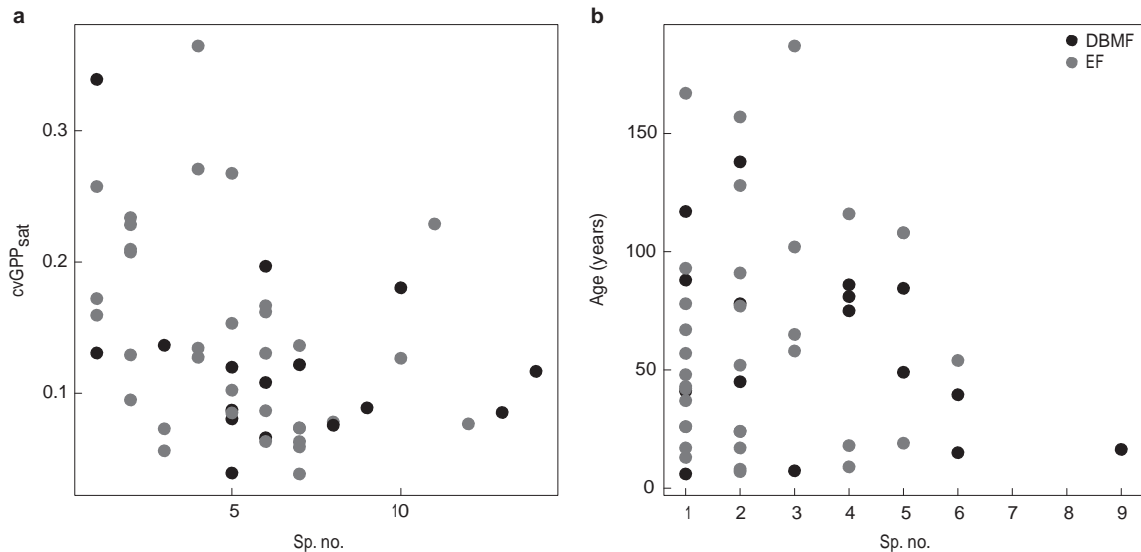 a
cvGPPsat
0.3
0.2
0.1
5 10
Sp. no.
b
DBMF
EF
Age (years)
150
100
50
0
1 2 3 4 5 6 7 8 9
Sp. no.